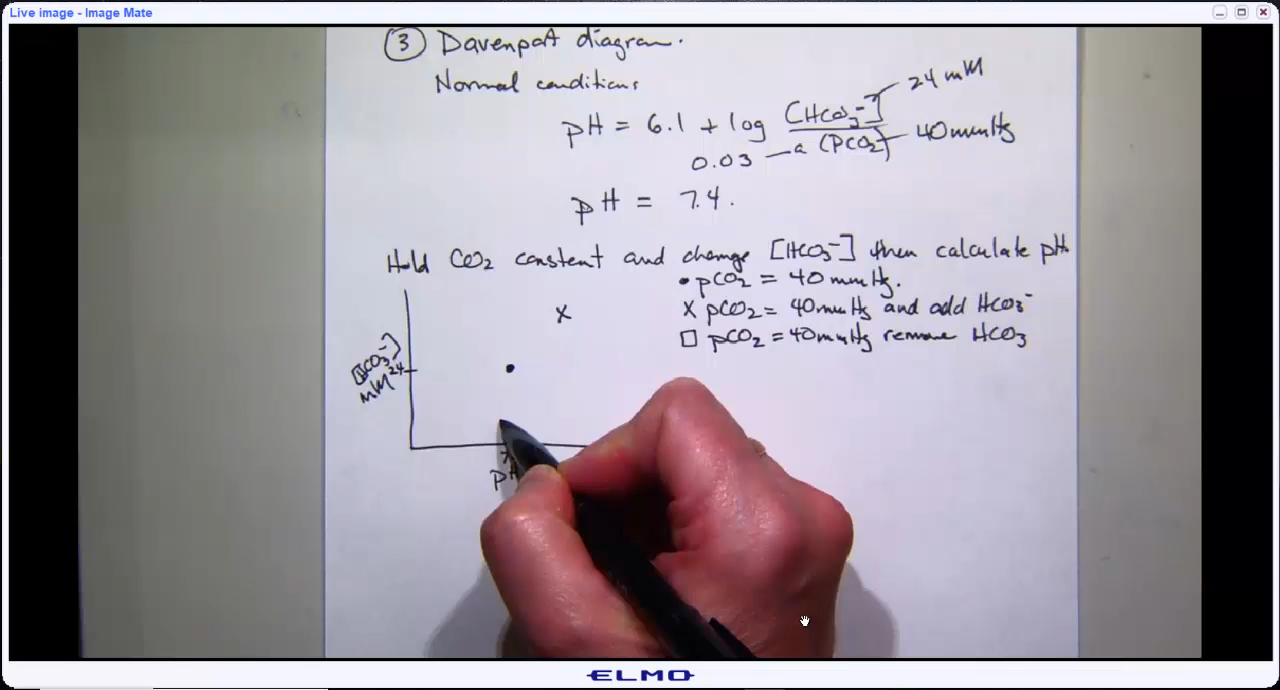 Live image - Image Mate
③ Davenport diagram.
Normal conditions
pH = 6.1 + log [HCO3-] 24 mM
0.03 a (PCO2) 40 mmHg
pH = 7.4.
Hold CO2 constant and change [HCO3-] then calculate pH
• pCO2 = 40 mmHg.
X pCO2 = 40 mmHg and add HCO3-
□ pCO2 = 40 mmHg remove HCO3
[HCO3-]
mM 24
pH
ELMO